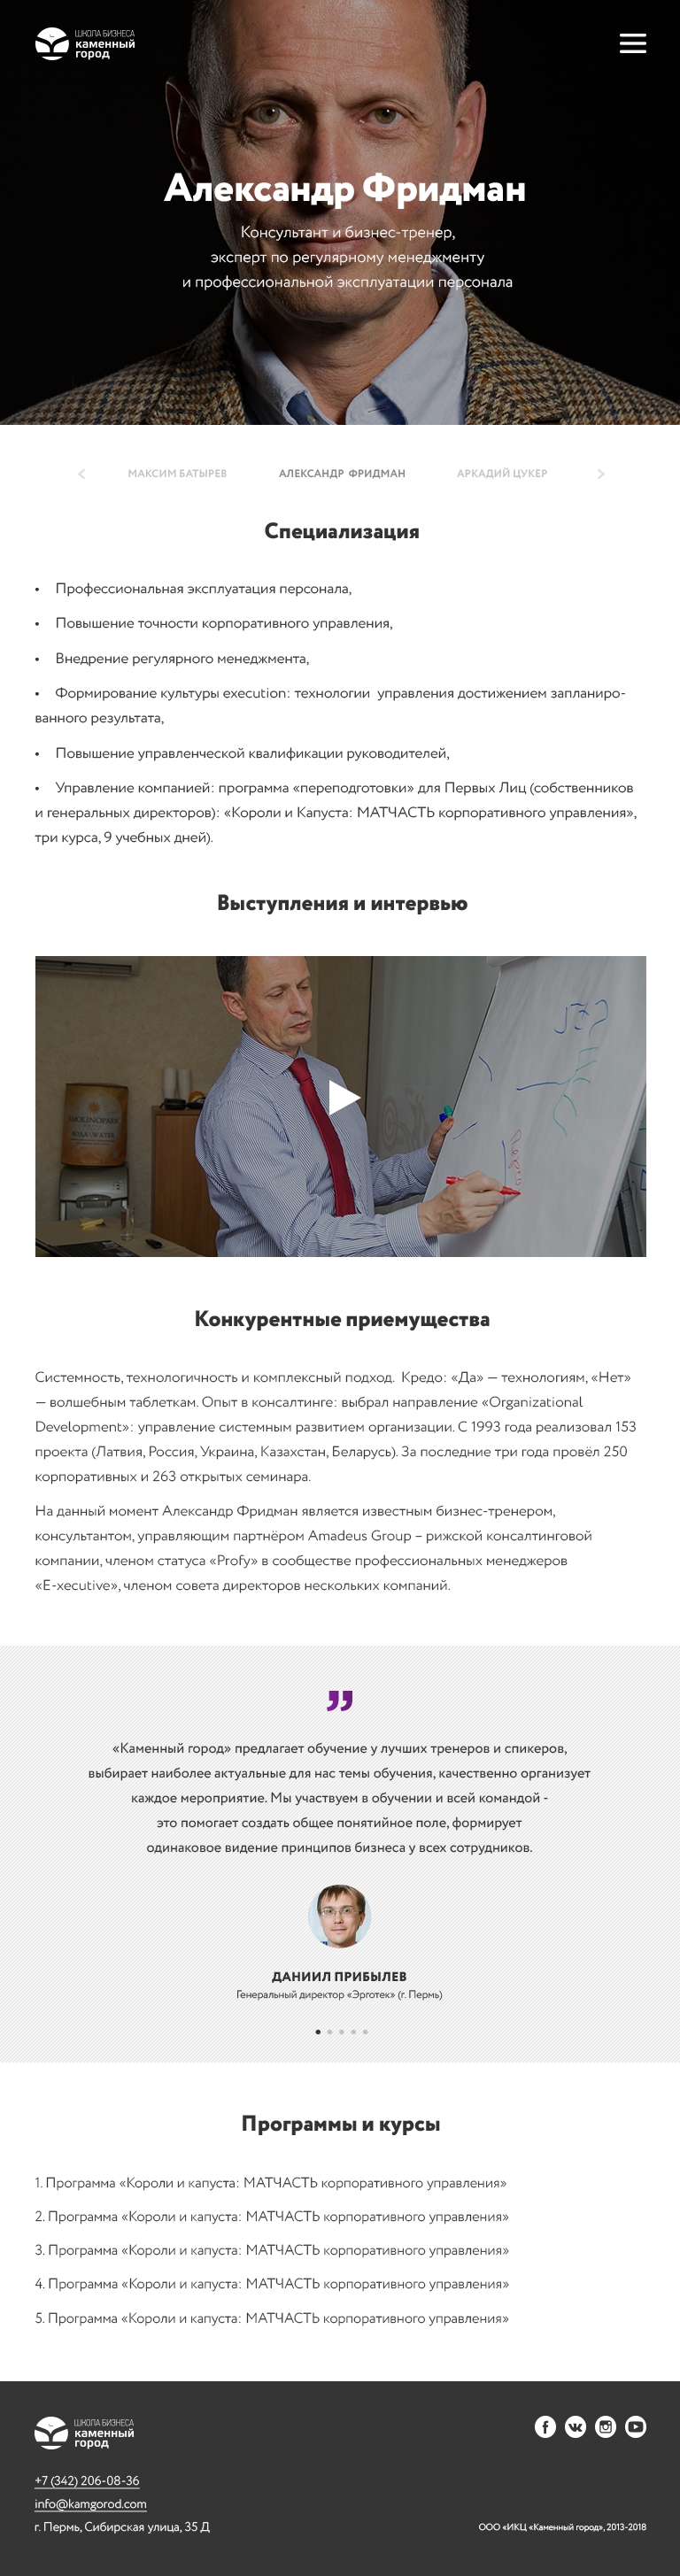 ШКОЛА БИЗНЕСА
каменный
город
Александр Фридман
Консультант и бизнес-тренер,
эксперт по регулярному менеджменту
и профессиональной эксплуатации персонала
МАКСИМ БАТЫРЕВ АЛЕКСАНДР ФРИДМАН АРКАДИЙ ЦУКЕР
Специализация
• Профессиональная эксплуатация персонала,
• Повышение точности корпоративного управления,
• Внедрение регулярного менеджмента,
• Формирование культуры execution: технологии управления достижением запланиро-
ванного результата,
• Повышение управленческой квалификации руководителей,
• Управление компанией: программа «переподготовки» для Первых Лиц (собственников
и генеральных директоров): «Короли и Капуста: МАТЧАСТЬ корпоративного управления»,
три курса, 9 учебных дней).
Выступления и интервью
SMOLINOPARK
Конкурентные приемущества
Системность, технологичность и комплексный подход. Кредо: «Да» — технологиям, «Нет»
— волшебным таблеткам. Опыт в консалтинге: выбрал направление «Organizational
Development»: управление системным развитием организации. С 1993 года реализовал 153
проекта (Латвия, Россия, Украина, Казахстан, Беларусь). За последние три года провёл 250
корпоративных и 263 открытых семинара.
На данный момент Александр Фридман является известным бизнес-тренером,
консультантом, управляющим партнёром Amadeus Group – рижской консалтинговой
компании, членом статуса «Profy» в сообществе профессиональных менеджеров
«E-xecutive», членом совета директоров нескольких компаний.
«Каменный город» предлагает обучение у лучших тренеров и спикеров,
выбирает наиболее актуальные для нас темы обучения, качественно организует
каждое мероприятие. Мы участвуем в обучении и всей командой -
это помогает создать общее понятийное поле, формирует
одинаковое видение принципов бизнеса у всех сотрудников.
ДАНИИЛ ПРИБЫЛЕВ
Генеральный директор «Эрготек» (г. Пермь)
Программы и курсы
1. Программа «Короли и капуста: МАТЧАСТЬ корпоративного управления»
2. Программа «Короли и капуста: МАТЧАСТЬ корпоративного управления»
3. Программа «Короли и капуста: МАТЧАСТЬ корпоративного управления»
4. Программа «Короли и капуста: МАТЧАСТЬ корпоративного управления»
5. Программа «Короли и капуста: МАТЧАСТЬ корпоративного управления»
ШКОЛА БИЗНЕСА
каменный
город
+7 (342) 206-08-36
info@kamgorod.com
г. Пермь, Сибирская улица, 35 Д
ООО «ИКЦ «Каменный город», 2013-2018